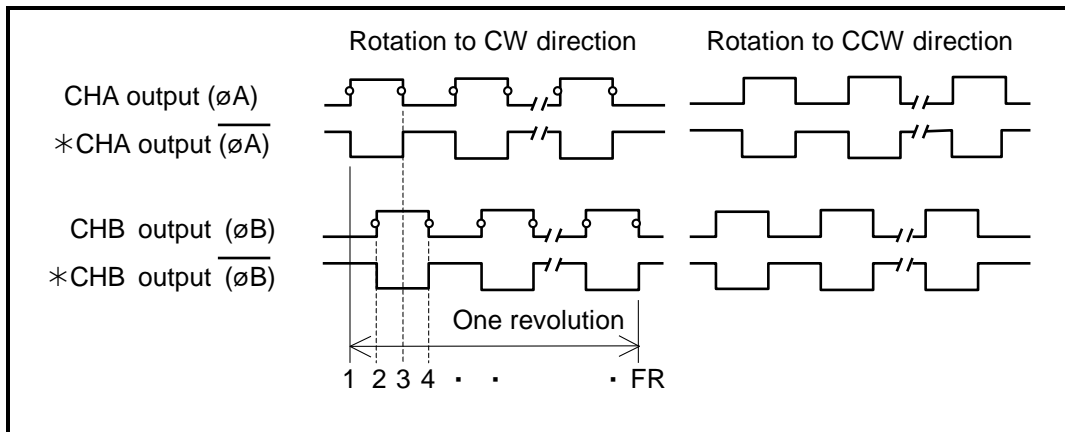 Rotation to CW direction
Rotation to CCW direction
CHA output (øA)
＊CHA output (øA)
CHB output (øB)
＊CHB output (øB)
One revolution
1 2 3 4 · · · FR